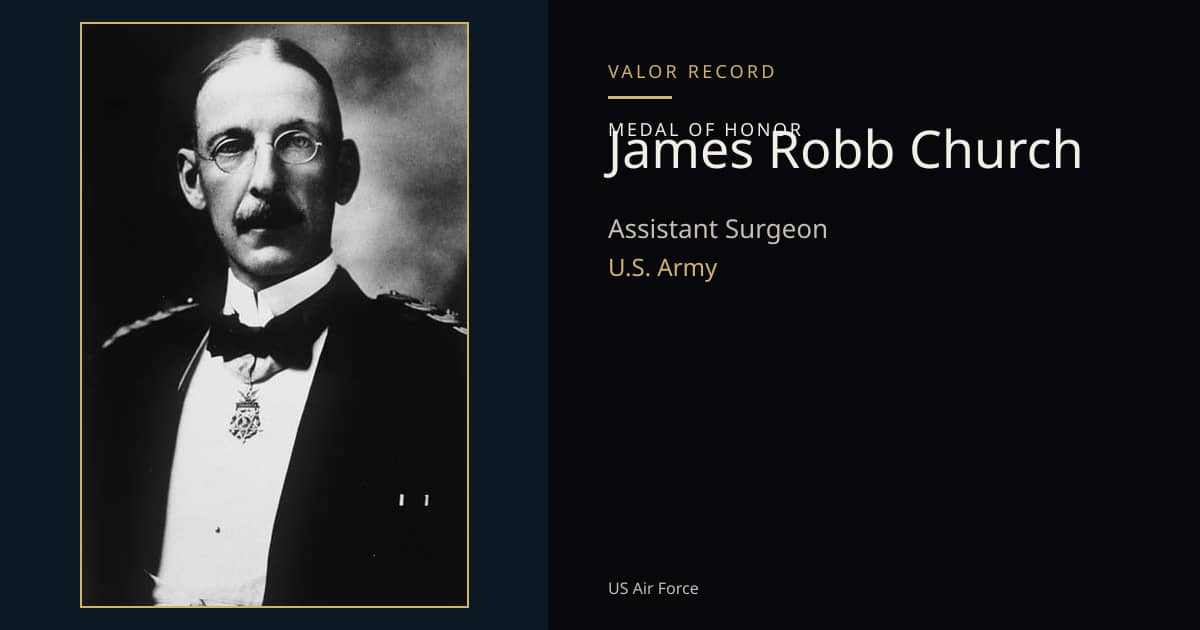 VALOR RECORD
MEDAL OF HONOR
James Robb Church
Assistant Surgeon
U.S. Army
US Air Force